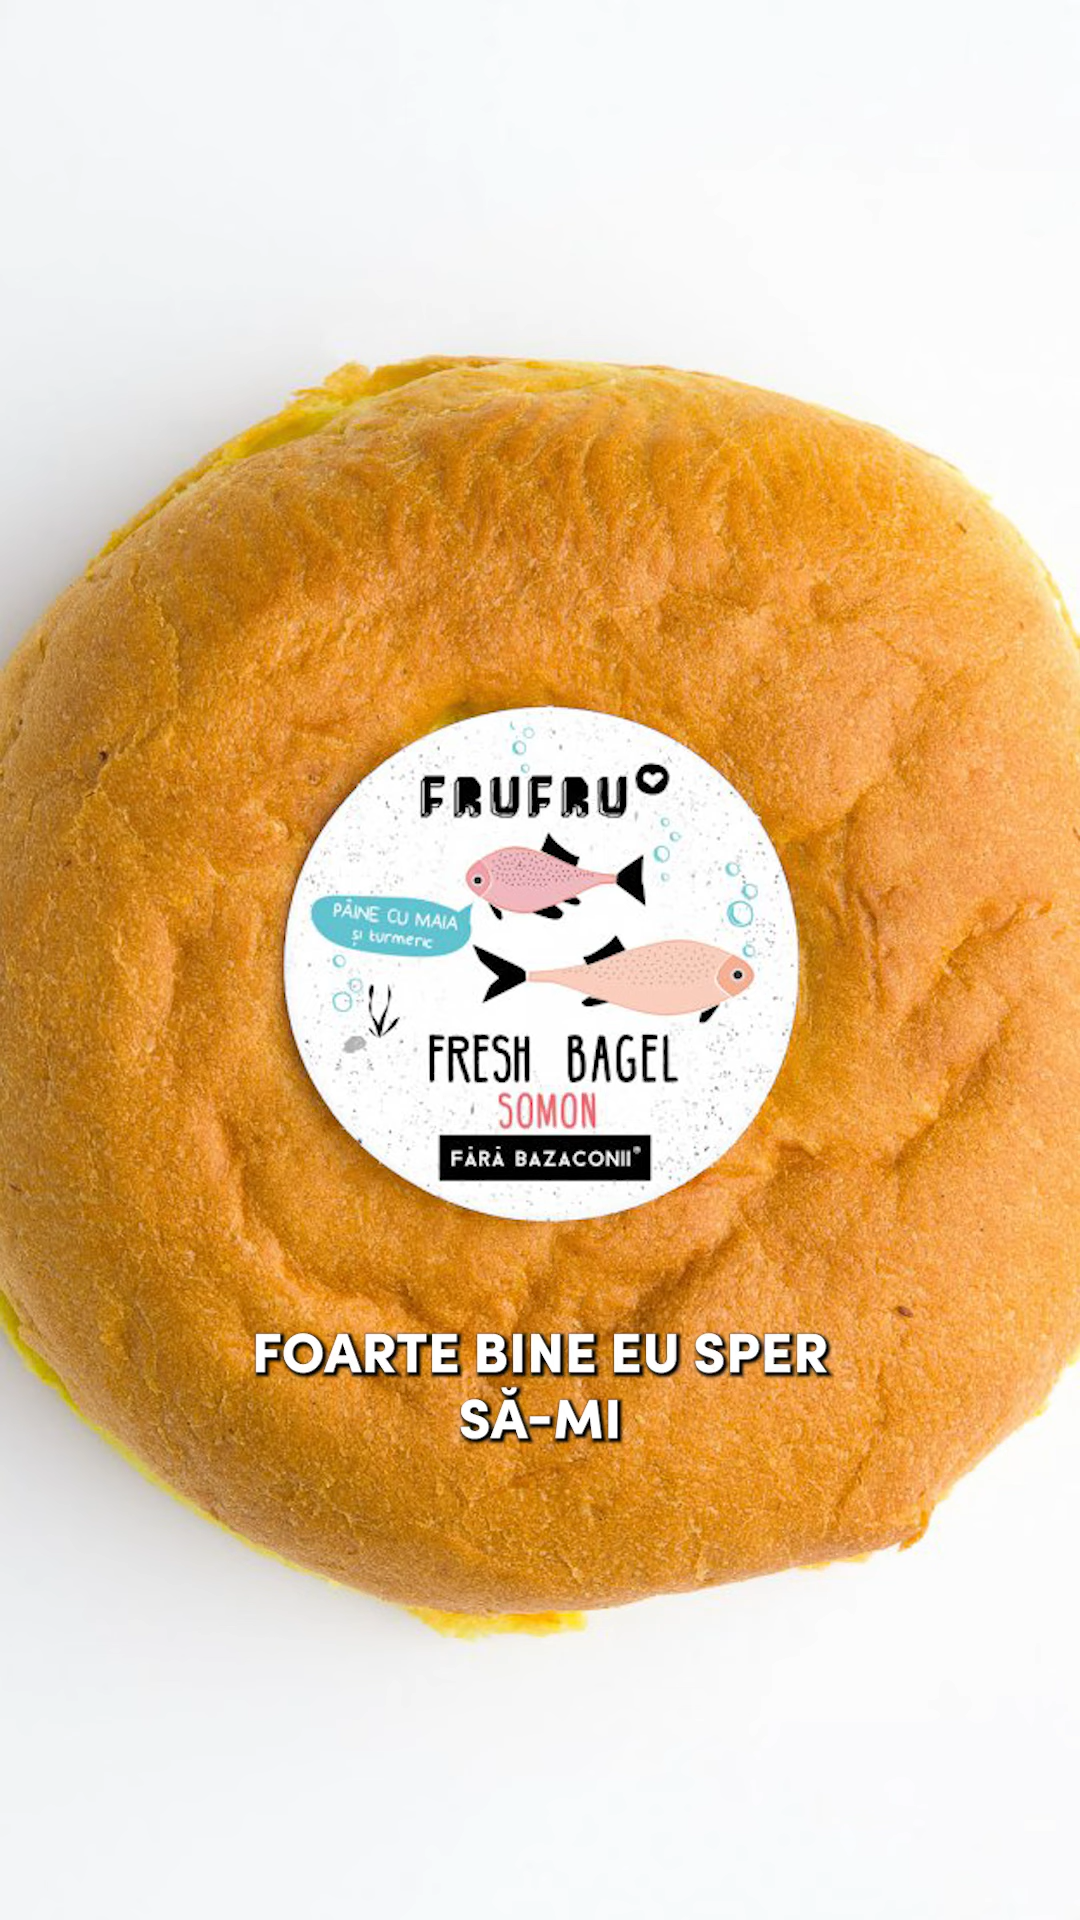 FRUFRU
PÂINE CU MAIA
și turmeric
FRESH BAGEL
SOMON
FĂRĂ BAZACONII®
FOARTE BINE EU SPER
SĂ-MI